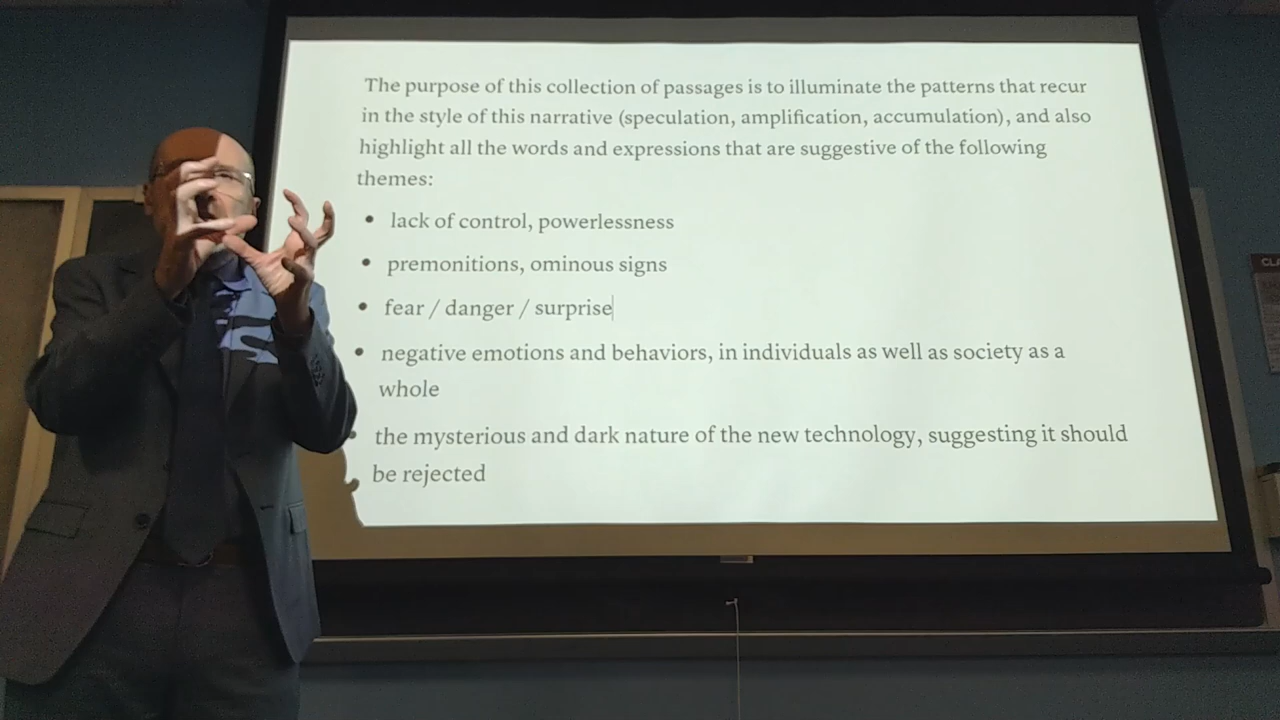 The purpose of this collection of passages is to illuminate the patterns that recur
in the style of this narrative (speculation, amplification, accumulation), and also
highlight all the words and expressions that are suggestive of the following
themes:
• lack of control, powerlessness
• premonitions, ominous signs
• fear / danger / surprise
• negative emotions and behaviors, in individuals as well as society as a
whole
• the mysterious and dark nature of the new technology, suggesting it should
be rejected
CLA